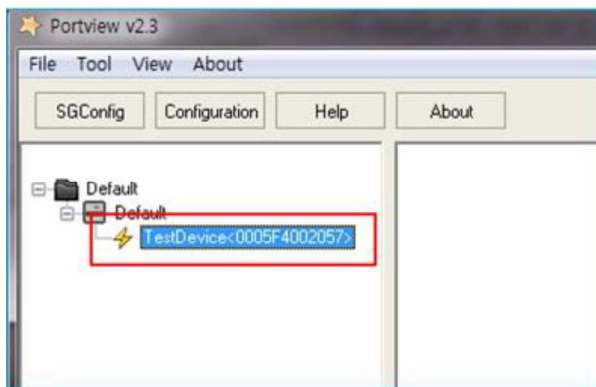 Portview v2.3
File Tool View About
SGConfig Configuration Help About
Default
Default
TestDevice<0005F4002057>